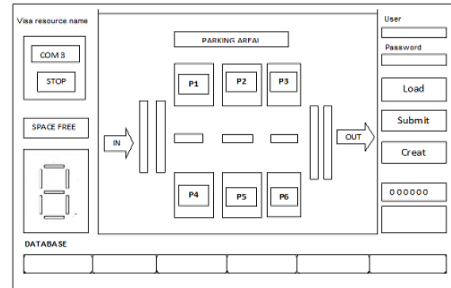 Visa resource name
COM 3
STOP
SPACE FREE
PARKING AREA
P1
P2
P3
IN
OUT
P4
P5
P6
User
Password
Load
Submit
Creat
000000
DATABASE